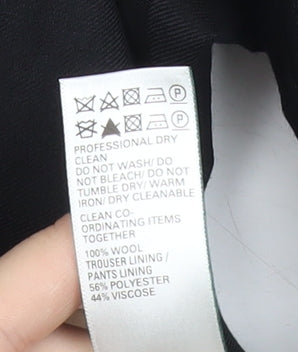 PROFESSIONAL DRY
CLEAN
DO NOT WASH/ DO
NOT BLEACH/ DO NOT
TUMBLE DRY/ WARM
IRON/ DRY CLEANABLE
CLEAN CO-
ORDINATING ITEMS
TOGETHER
100% WOOL
TROUSER LINING /
PANTS LINING
56% POLYESTER
44% VISCOSE